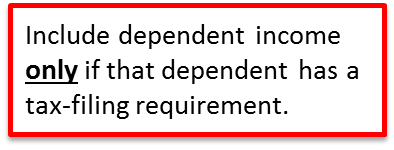 Include dependent income
only if that dependent has a
tax-filing requirement.